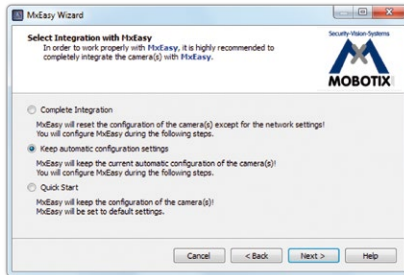 MxEasy Wizard
Select Integration with MxEasy
In order to work properly with MxEasy, it is highly recommended to
completely integrate the camera(s) with MxEasy.
Security-Vision-Systems
MOBOTIX
Complete Integration
MxEasy will reset the configuration of the camera(s) except for the network settings!
You will configure MxEasy during the following steps.
Keep automatic configuration settings
MxEasy will keep the current automatic configuration of the camera(s)!
You will configure MxEasy during the following steps.
Quick Start
MxEasy will keep the configuration of the camera(s)!
MxEasy will be set to default settings.
Cancel
< Back
Next >
Help